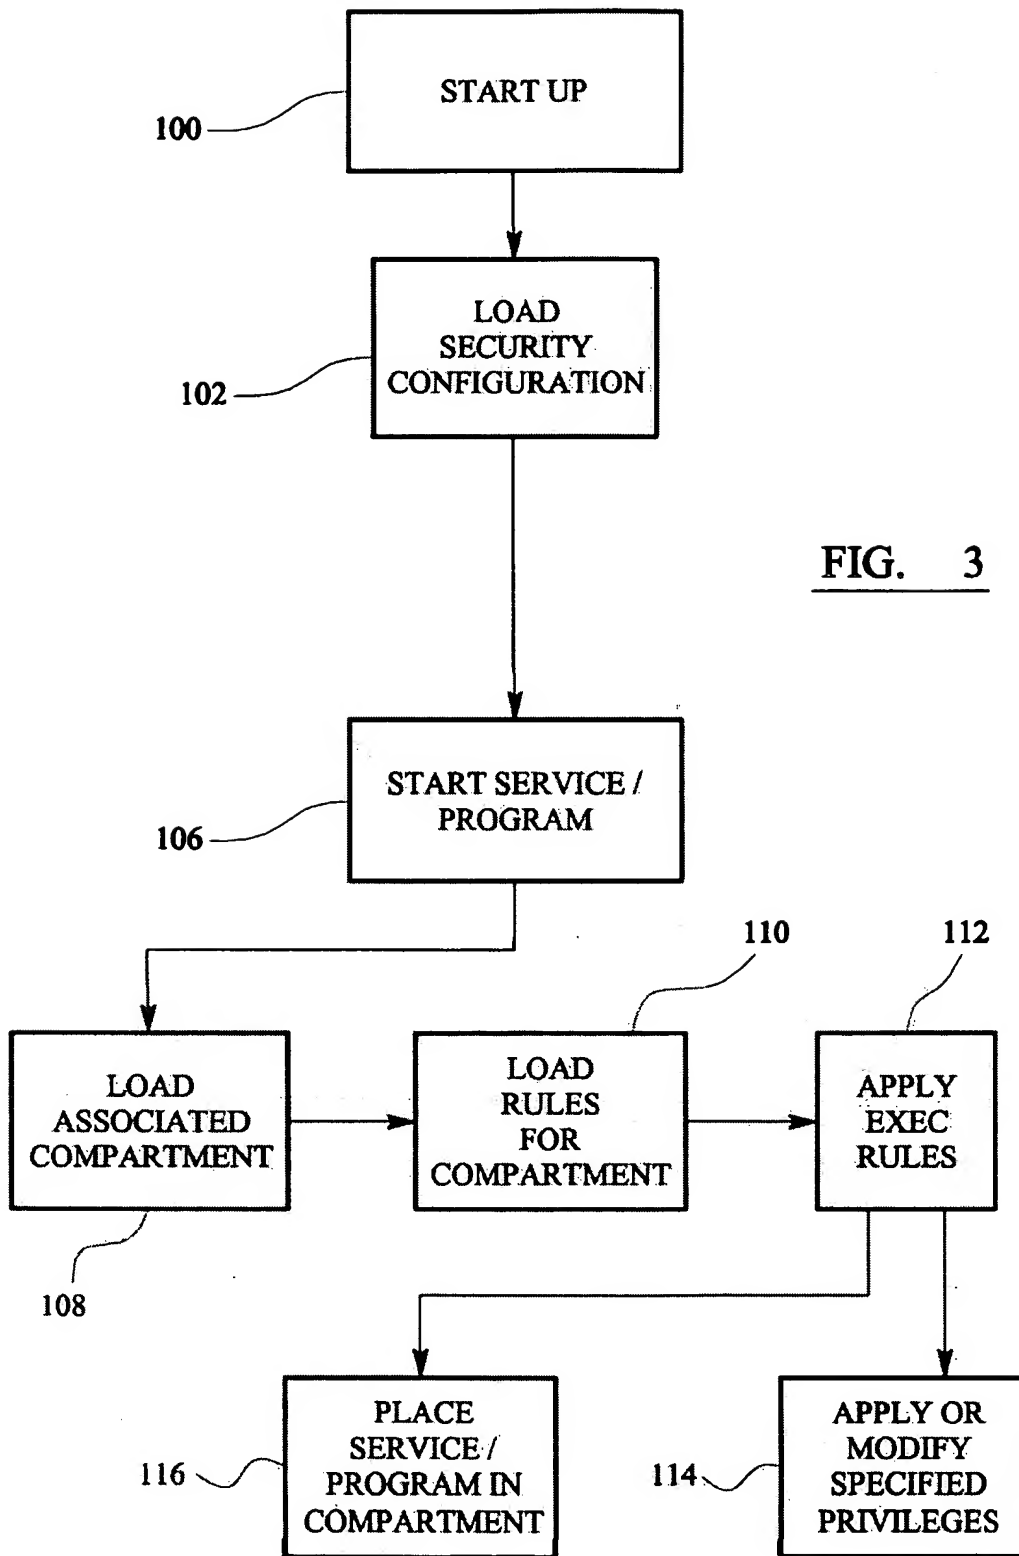 START UP
100
LOAD
SECURITY
CONFIGURATION
102
FIG. 3
START SERVICE /
PROGRAM
106
110
112
LOAD
ASSOCIATED
COMPARTMENT
LOAD
RULES
FOR
COMPARTMENT
APPLY
EXEC
RULES
108
PLACE
SERVICE /
PROGRAM IN
COMPARTMENT
116
APPLY OR
MODIFY
SPECIFIED
PRIVILEGES
114